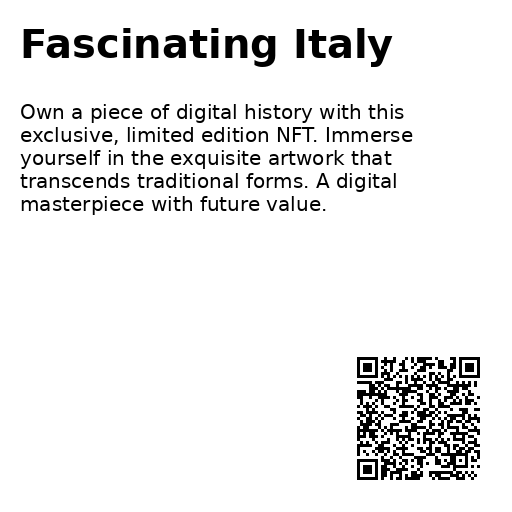 Fascinating Italy
Own a piece of digital history with this
exclusive, limited edition NFT. Immerse
yourself in the exquisite artwork that
transcends traditional forms. A digital
masterpiece with future value.